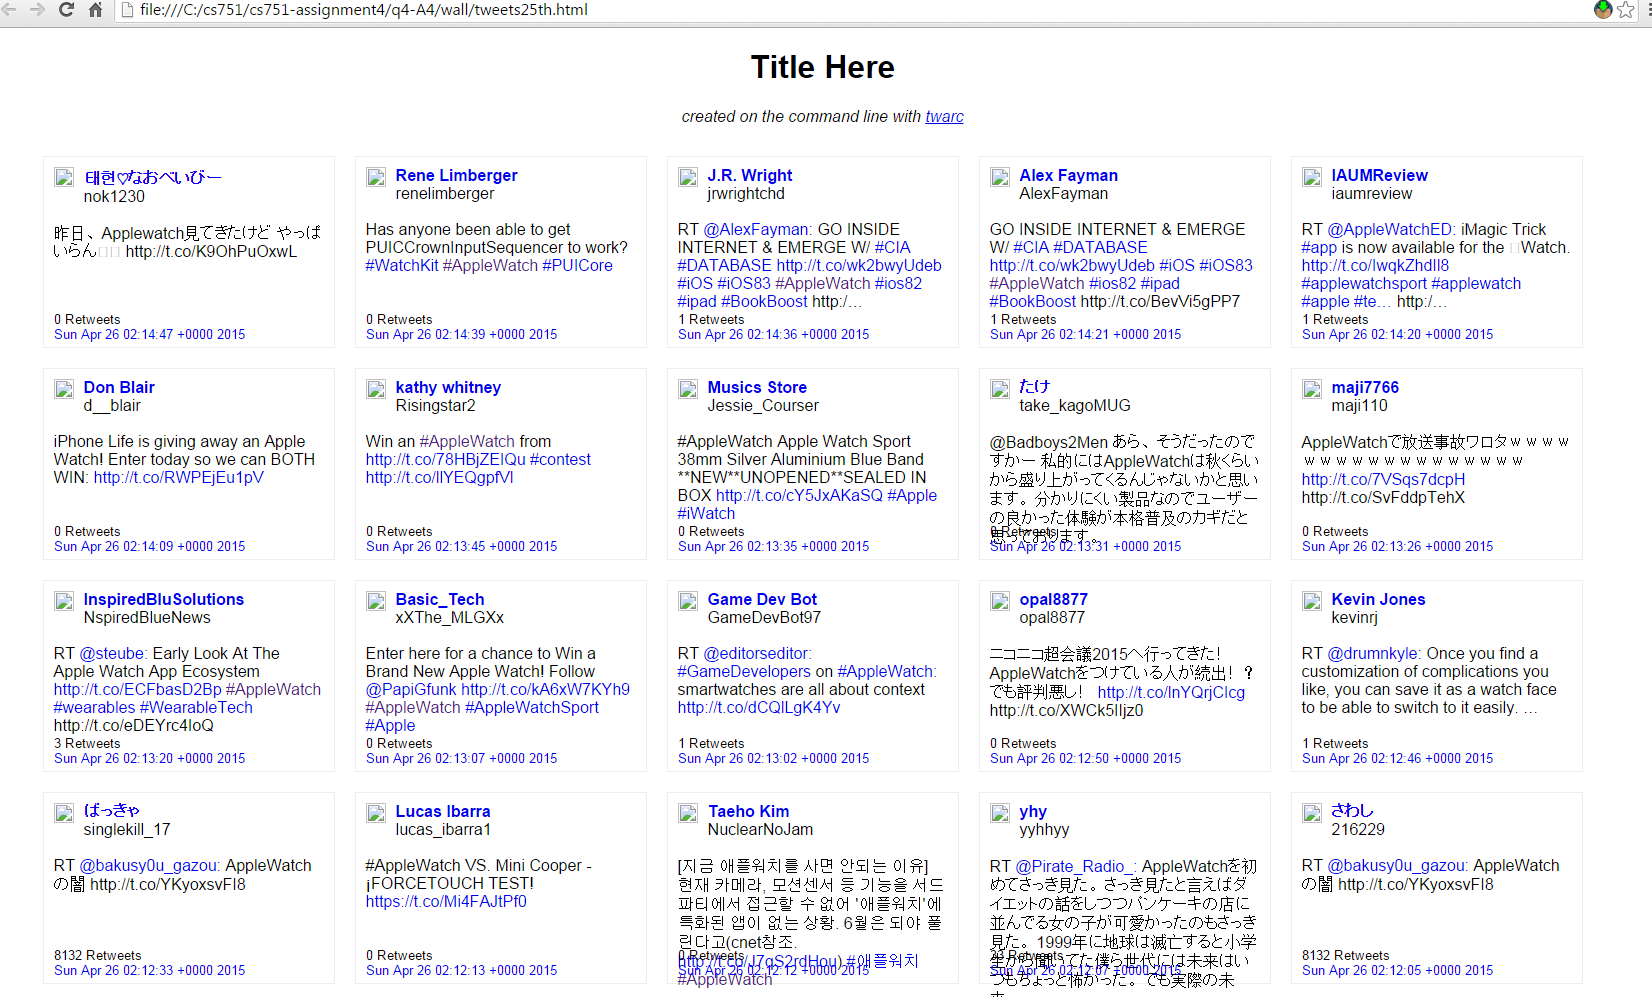 file:///C:/cs751/cs751-assignment4/q4-A4/wall/tweets25th.html
Title Here
created on the command line with twarc
태현♡なおべいびー
nok1230
昨日、Applewatch見てきたけど やっぱ
いらん http://t.co/K9OhPuOxwL
0 Retweets
Sun Apr 26 02:14:47 +0000 2015
Rene Limberger
renelimberger
Has anyone been able to get
PUICCrownInputSequencer to work?
#WatchKit #AppleWatch #PUICore
0 Retweets
Sun Apr 26 02:14:39 +0000 2015
J.R. Wright
jrwrightchd
RT @AlexFayman: GO INSIDE
INTERNET & EMERGE W/ #CIA
#DATABASE http://t.co/wk2bwyUdeb
#iOS #iOS83 #AppleWatch #ios82
#ipad #BookBoost http:/…
1 Retweets
Sun Apr 26 02:14:36 +0000 2015
Alex Fayman
AlexFayman
GO INSIDE INTERNET & EMERGE
W/ #CIA #DATABASE
http://t.co/wk2bwyUdeb #iOS #iOS83
#AppleWatch #ios82 #ipad
#BookBoost http://t.co/BevVi5gPP7
1 Retweets
Sun Apr 26 02:14:21 +0000 2015
IAUMReview
iaumreview
RT @AppleWatchED: iMagic Trick
#app is now available for the Watch.
http://t.co/IwqkZhdII8
#applewatchsport #applewatch
#apple #te… http:/…
1 Retweets
Sun Apr 26 02:14:20 +0000 2015
Don Blair
d__blair
iPhone Life is giving away an Apple
Watch! Enter today so we can BOTH
WIN: http://t.co/RWPEjEu1pV
0 Retweets
Sun Apr 26 02:14:09 +0000 2015
kathy whitney
Risingstar2
Win an #AppleWatch from
http://t.co/78HBjZEIQu #contest
http://t.co/IlYEQgpfVl
0 Retweets
Sun Apr 26 02:13:45 +0000 2015
Musics Store
Jessie_Courser
#AppleWatch Apple Watch Sport
38mm Silver Aluminium Blue Band
**NEW**UNOPENED**SEALED IN
BOX http://t.co/cY5JxAKaSQ #Apple
#iWatch
0 Retweets
Sun Apr 26 02:13:35 +0000 2015
たけ
take_kagoMUG
@Badboys2Men あら、そうだったので
すかー 私的にはAppleWatchは秋くらい
から盛り上がってくるんじゃないかと思い
ます。分かりにくい製品なのでユーザー
の良かった体験が本格普及のカギだと
思っております。
0 Retweets
Sun Apr 26 02:13:31 +0000 2015
maji7766
maji110
AppleWatchで放送事故ワロタｗｗｗｗ
ｗｗｗｗｗｗｗｗｗｗｗｗｗｗ
http://t.co/7VSqs7dcpH
http://t.co/SvFddpTehX
0 Retweets
Sun Apr 26 02:13:26 +0000 2015
InspiredBluSolutions
NspiredBlueNews
RT @steube: Early Look At The
Apple Watch App Ecosystem
http://t.co/ECFbasD2Bp #AppleWatch
#wearables #WearableTech
http://t.co/eDEYrc4IoQ
3 Retweets
Sun Apr 26 02:13:20 +0000 2015
Basic_Tech
xXThe_MLGXx
Enter here for a chance to Win a
Brand New Apple Watch! Follow
@PapiGfunk http://t.co/kA6xW7KYh9
#AppleWatch #AppleWatchSport
#Apple
0 Retweets
Sun Apr 26 02:13:07 +0000 2015
Game Dev Bot
GameDevBot97
RT @editorseditor:
#GameDevelopers on #AppleWatch:
smartwatches are all about context
http://t.co/dCQlLgK4Yv
1 Retweets
Sun Apr 26 02:13:02 +0000 2015
opal8877
opal8877
ニコニコ超会議2015へ行ってきた！
AppleWatchをつけている人が続出！？
でも評判悪し！ http://t.co/lnYQrjCIcg
http://t.co/XWCk5Iljz0
0 Retweets
Sun Apr 26 02:12:50 +0000 2015
Kevin Jones
kevinrj
RT @drumnkyle: Once you find a
customization of complications you
like, you can save it as a watch face
to be able to switch to it easily. …
1 Retweets
Sun Apr 26 02:12:46 +0000 2015
ばっきゃ
singlekill_17
RT @bakusy0u_gazou: AppleWatch
の闇 http://t.co/YKyoxsvFI8
8132 Retweets
Sun Apr 26 02:12:33 +0000 2015
Lucas Ibarra
lucas_ibarra1
#AppleWatch VS. Mini Cooper -
¡FORCETOUCH TEST!
https://t.co/Mi4FAJtPf0
0 Retweets
Sun Apr 26 02:12:13 +0000 2015
Taeho Kim
NuclearNoJam
[지금 애플워치를 사면 안되는 이유]
현재 카메라, 모션센서 등 기능을 서드
파티에서 접근할 수 없어 '애플워치'에
특화된 앱이 없는 상황. 6월은 되야 풀
린다고(cnet참조.
http://t.co/J7gS2rdHou) #애플워치
#AppleWatch
0 Retweets
Sun Apr 26 02:12:12 +0000 2015
yhy
yyhhyy
RT @Pirate_Radio_: AppleWatchを初
めてさっき見た。さっき見たと言えばダ
イエットの話をしつつパンケーキの店に
並んでる女の子が可愛かったのもさっき
見た。1999年に地球は滅亡すると小学
生から聞いてた僕ら世代には未来はい
つもちょっと怖かった。でも実際の未
Retweets
Sun Apr 26 02:12:07 +0000 2015
さわし
216229
RT @bakusy0u_gazou: AppleWatch
の闇 http://t.co/YKyoxsvFI8
8132 Retweets
Sun Apr 26 02:12:05 +0000 2015